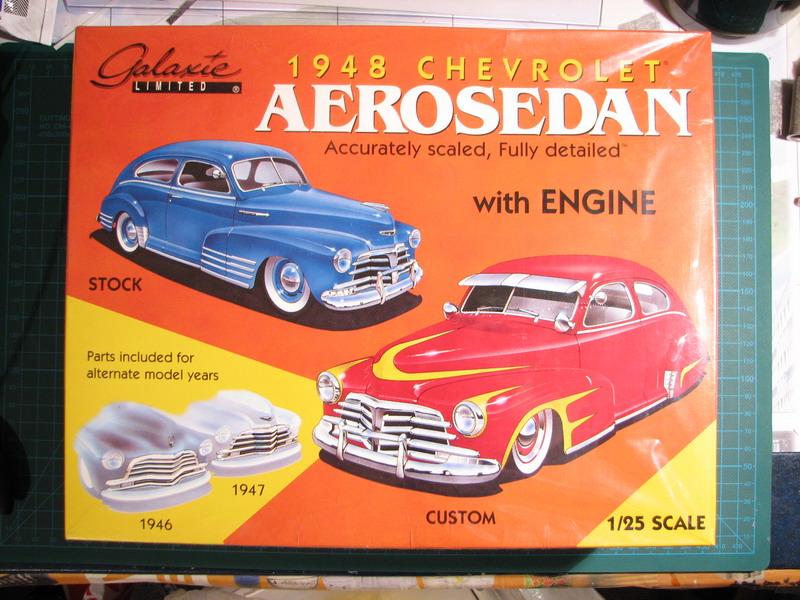 Galaxie
LIMITED ®
1948 CHEVROLET
AEROSEDAN
Accurately scaled, Fully detailed™
with ENGINE
STOCK
Parts included for
alternate model years
1946
1947
CUSTOM
1/25 SCALE